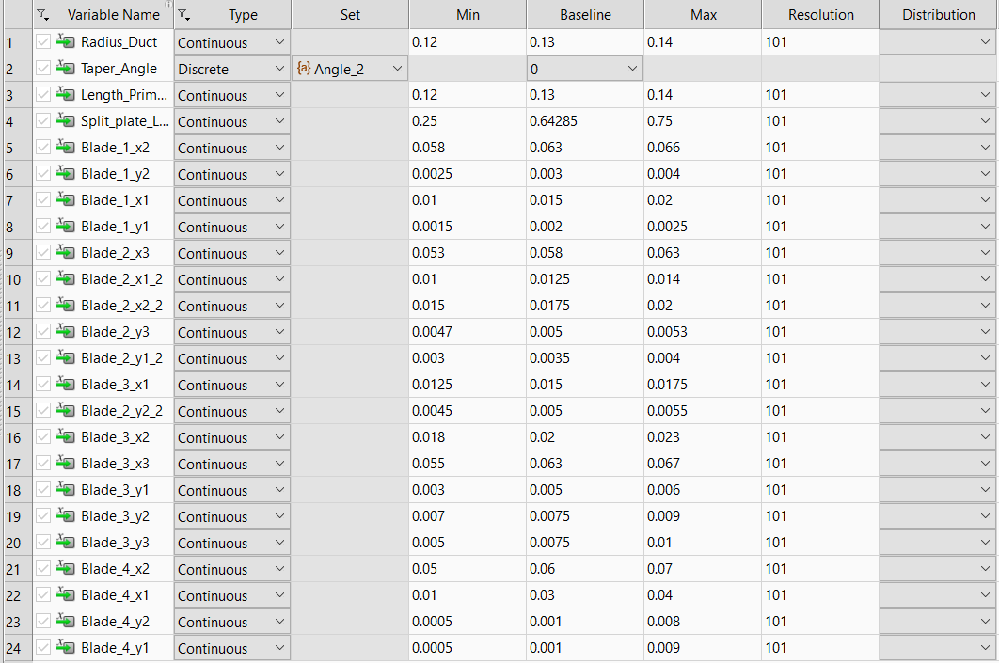 Variable Name Type Set Min Baseline Max Resolution Distribution
1 Radius_Duct Continuous 0.12 0.13 0.14 101
2 Taper_Angle Discrete {a} Angle_2 0
3 Length_Prim... Continuous 0.12 0.13 0.14 101
4 Split_plate_L... Continuous 0.25 0.64285 0.75 101
5 Blade_1_x2 Continuous 0.058 0.063 0.066 101
6 Blade_1_y2 Continuous 0.0025 0.003 0.004 101
7 Blade_1_x1 Continuous 0.01 0.015 0.02 101
8 Blade_1_y1 Continuous 0.0015 0.002 0.0025 101
9 Blade_2_x3 Continuous 0.053 0.058 0.063 101
10 Blade_2_x1_2 Continuous 0.01 0.0125 0.014 101
11 Blade_2_x2_2 Continuous 0.015 0.0175 0.02 101
12 Blade_2_y3 Continuous 0.0047 0.005 0.0053 101
13 Blade_2_y1_2 Continuous 0.003 0.0035 0.004 101
14 Blade_3_x1 Continuous 0.0125 0.015 0.0175 101
15 Blade_2_y2_2 Continuous 0.0045 0.005 0.0055 101
16 Blade_3_x2 Continuous 0.018 0.02 0.023 101
17 Blade_3_x3 Continuous 0.055 0.063 0.067 101
18 Blade_3_y1 Continuous 0.003 0.005 0.006 101
19 Blade_3_y2 Continuous 0.007 0.0075 0.009 101
20 Blade_3_y3 Continuous 0.005 0.0075 0.01 101
21 Blade_4_x2 Continuous 0.05 0.06 0.07 101
22 Blade_4_x1 Continuous 0.01 0.03 0.04 101
23 Blade_4_y2 Continuous 0.0005 0.001 0.008 101
24 Blade_4_y1 Continuous 0.0005 0.001 0.009 101